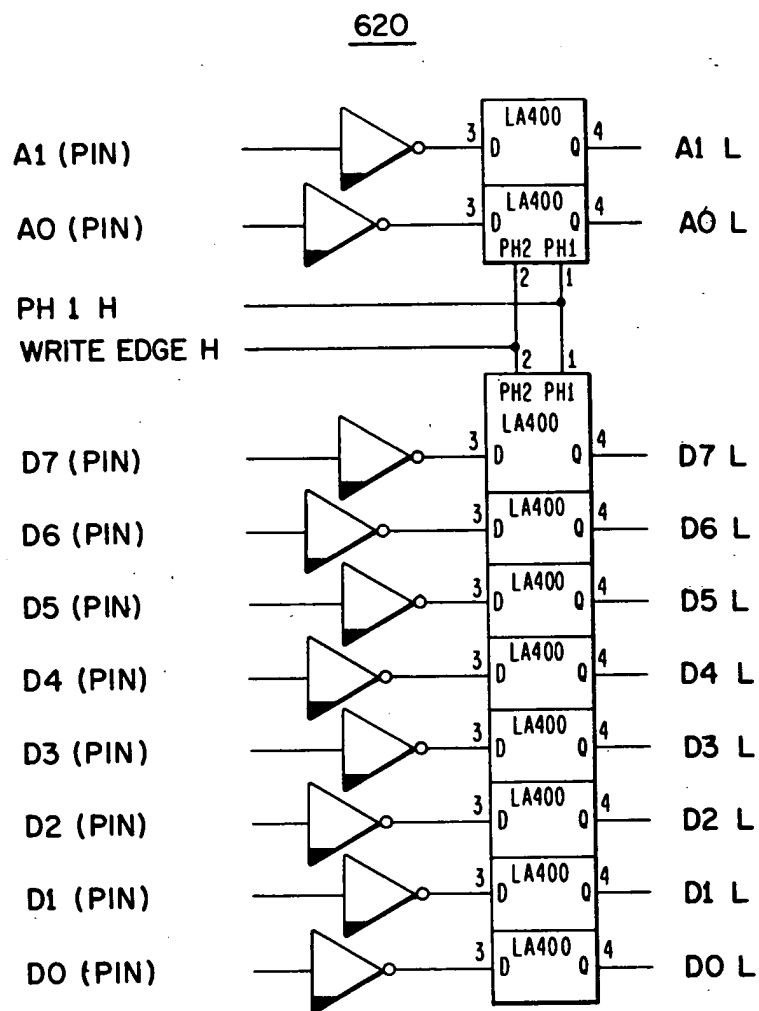 620
LA400
A1 (PIN) 3 D Q 4 A1 L
LA400
A0 (PIN) 3 D Q 4 A0 L
PH2 PH1
2 1
PH 1 H
WRITE EDGE H
2 1
PH2 PH1
LA400
D7 (PIN) 3 D Q 4 D7 L
LA400
D6 (PIN) 3 D Q 4 D6 L
LA400
D5 (PIN) 3 D Q 4 D5 L
LA400
D4 (PIN) 3 D Q 4 D4 L
LA400
D3 (PIN) 3 D Q 4 D3 L
LA400
D2 (PIN) 3 D Q 4 D2 L
LA400
D1 (PIN) 3 D Q 4 D1 L
LA400
D0 (PIN) 3 D Q 4 D0 L